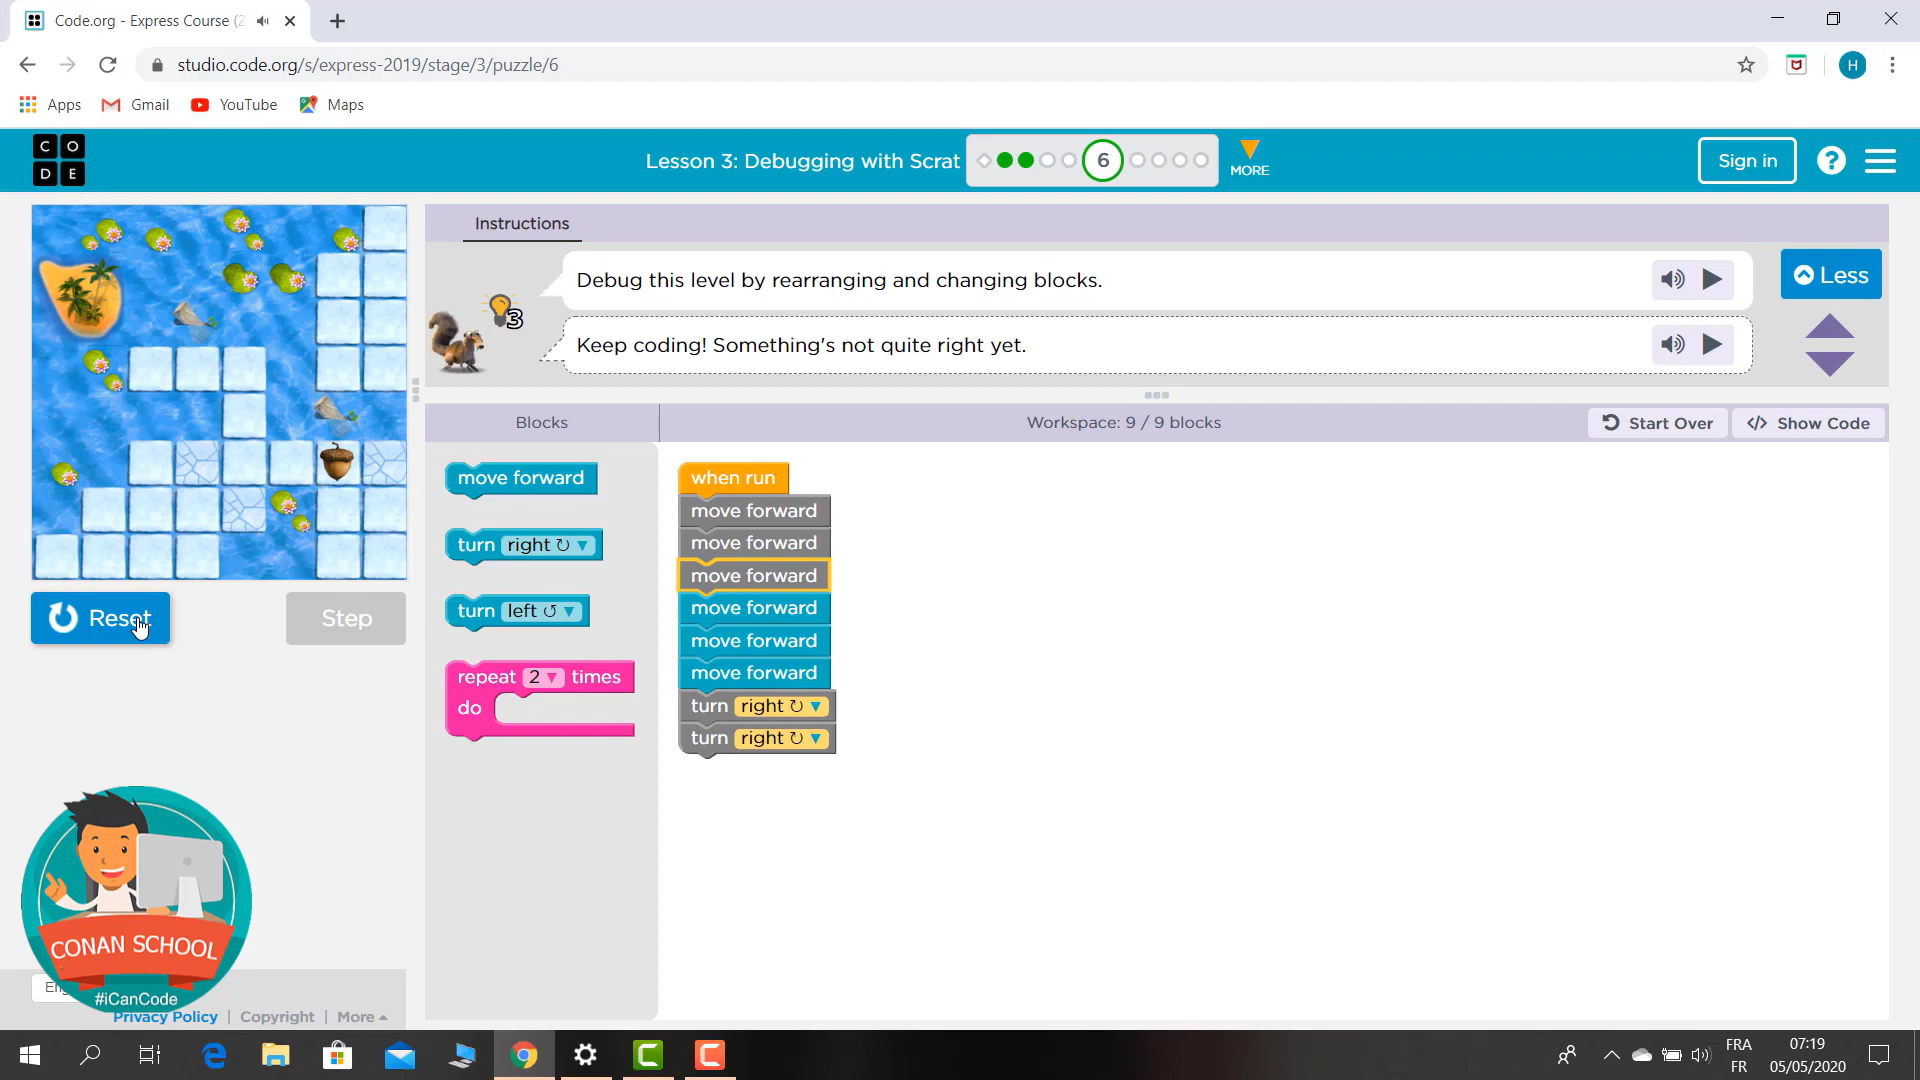 Code.org - Express Course (2
studio.code.org/s/express-2019/stage/3/puzzle/6
H
Apps
Gmail
YouTube
Maps
C O
D E
Lesson 3: Debugging with Scrat
6
MORE
Sign in
?
Instructions
Debug this level by rearranging and changing blocks.
Less
3
Keep coding! Something's not quite right yet.
Blocks
Workspace: 9 / 9 blocks
Start Over
</> Show Code
move forward
turn right
turn left
repeat 2 times
do
when run
move forward
move forward
move forward
move forward
move forward
move forward
turn right
turn right
Reset
Step
CONAN SCHOOL
#iCanCode
Privacy Policy | Copyright | More
FRA
FR
07:19
05/05/2020